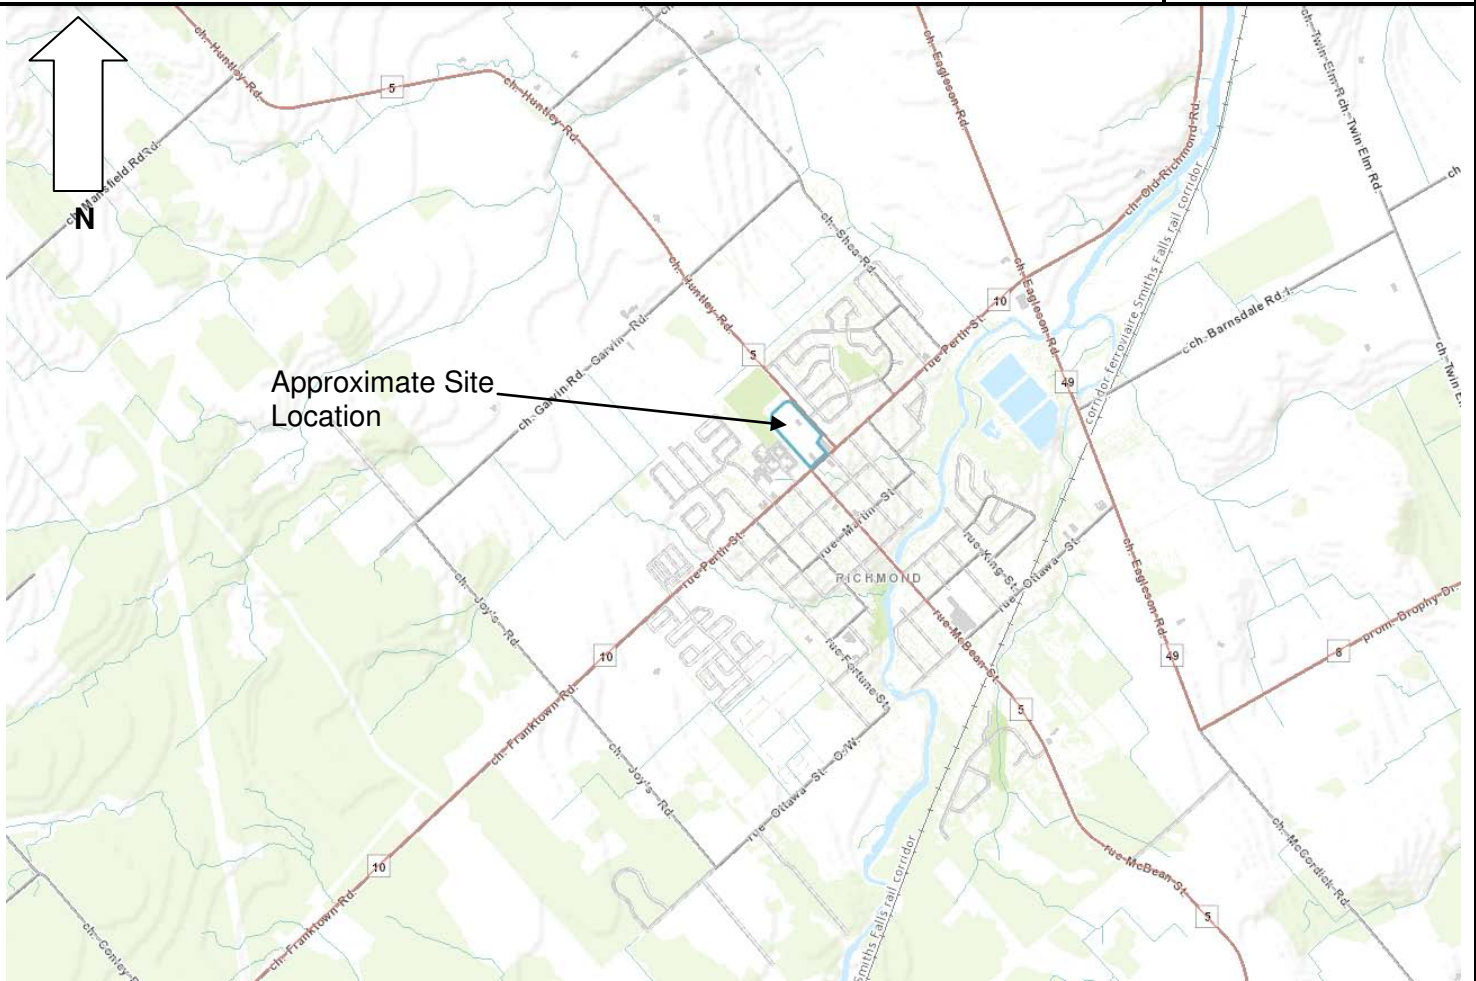 ch. Huntley Rd.
5
ch. Huntley Rd.
ch. Eagleson Rd.
ch. Twin Elm Rd.
ch. Mansfield Rd
N
ch. Old Richmond Rd.
corridor ferroviaire Smiths Falls rail corridor
ch
ch. Shea Rd.
ch. Huntley Rd.
ch. Eagleson Rd.
10
ch. Barnsdale Rd.
ch. Garvin Rd.
Garvin Rd.
5
rue Perth St.
49
ch. Twin
Approximate Site
Location
rue Martin St.
rue King St.
rue Ottawa St.
rue Perth St.
RICHMOND
ch. Joy's Rd.
ch. Eagleson Rd.
rue McBean St.
prom. Brophy Dr.
8
49
10
rue Fortune St.
5
ch. Franktown Rd.
ch. Joy's Rd.
rue Ottawa St. O/W.
ch. McCordick Rd.
rue McBean St.
10
5
Smiths Falls rail corridor
ch. Franktown Rd.
ch. Conley